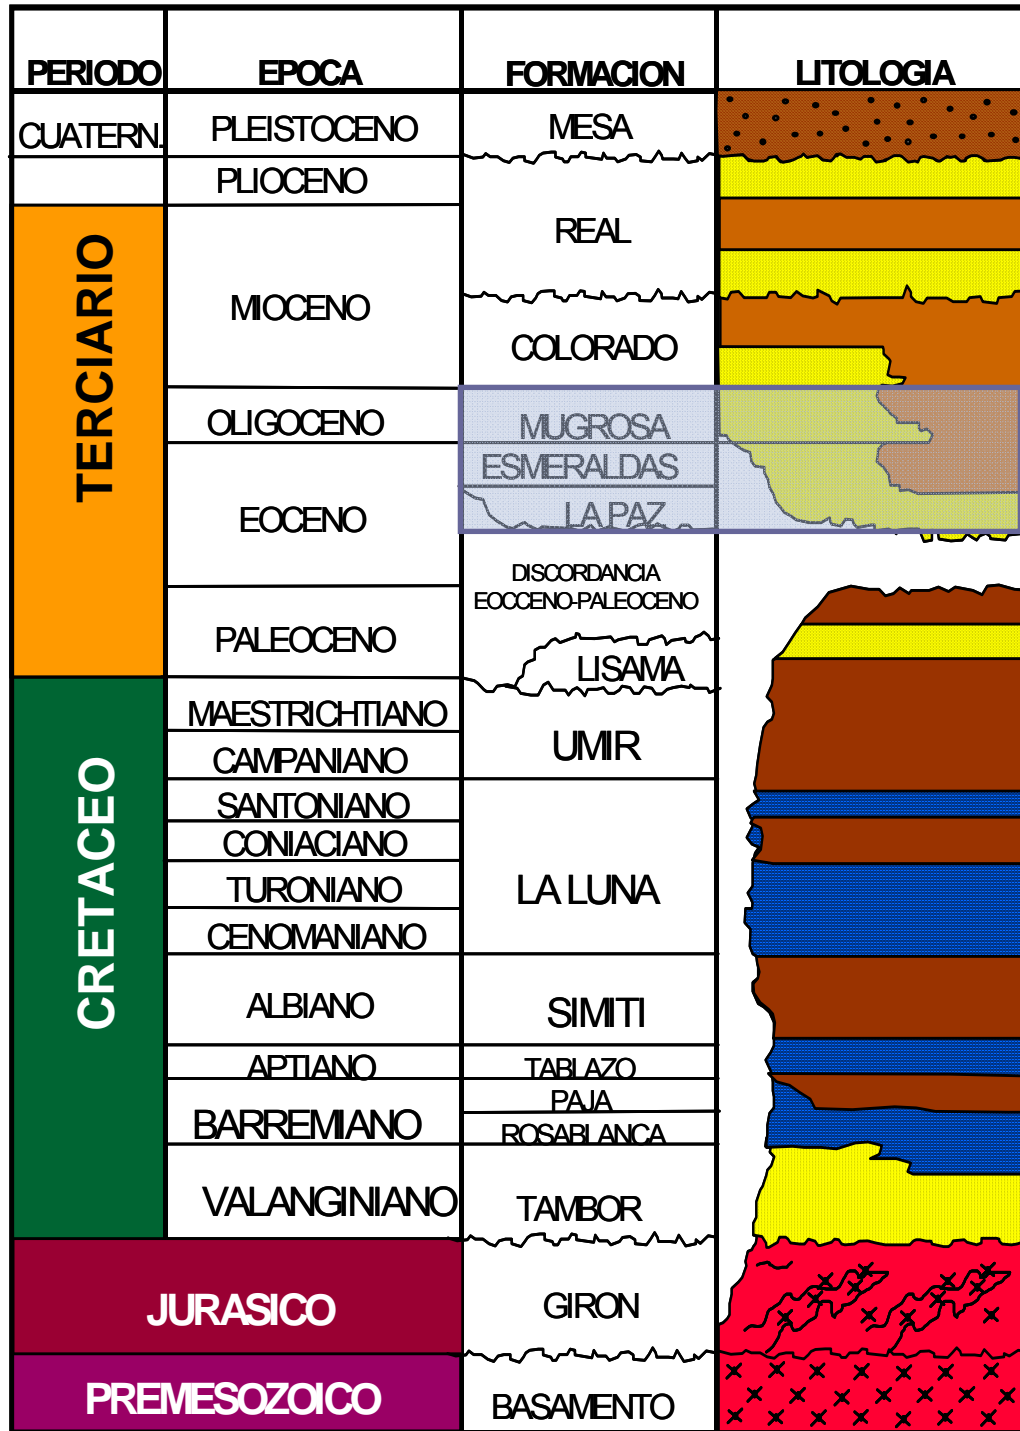 PERIODO EPOCA FORMACION LITOLOGIA
CUATERN. PLEISTOCENO MESA
PLIOCENO
REAL
TERCIARIO
MIOCENO
COLORADO
OLIGOCENO MUGROSA
ESMERALDAS
EOCENO LA PAZ
DISCORDANCIA
EOCCENO-PALEOCENO
PALEOCENO
LISAMA
CRETACEO
MAESTRICHTIANO
UMIR
CAMPANIANO
SANTONIANO
CONIACIANO
TURONIANO LA LUNA
CENOMANIANO
ALBIANO SIMITI
APTIANO TABLAZO
PAJA
BARREMIANO
ROSABLANCA
VALANGINIANO TAMBOR
JURASICO GIRON
PREMESOZOICO BASAMENTO